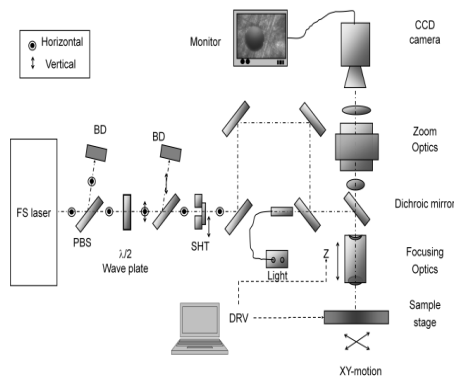 Horizontal
Vertical
Monitor
CCD
camera
BD
BD
Zoom
Optics
FS laser
PBS
λ/2
Wave plate
SHT
Light
Z
Dichroic mirror
Focusing
Optics
DRV
Sample
stage
XY-motion